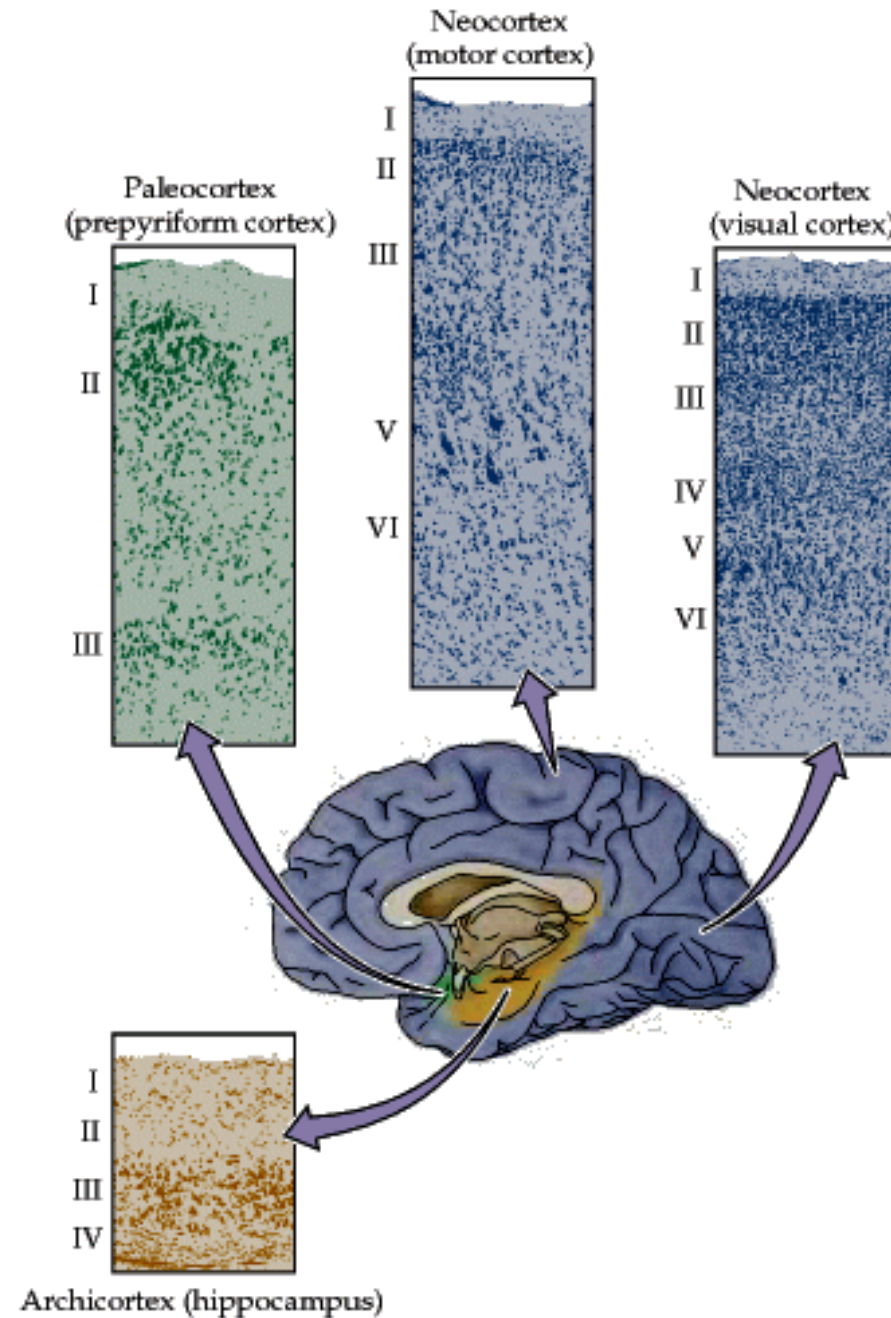 Neocortex
(motor cortex)
I
II
III
V
VI
Paleocortex
(prepyriform cortex)
I
II
III
Neocortex
(visual cortex)
I
II
III
IV
V
VI
I
II
III
IV
Archicortex (hippocampus)